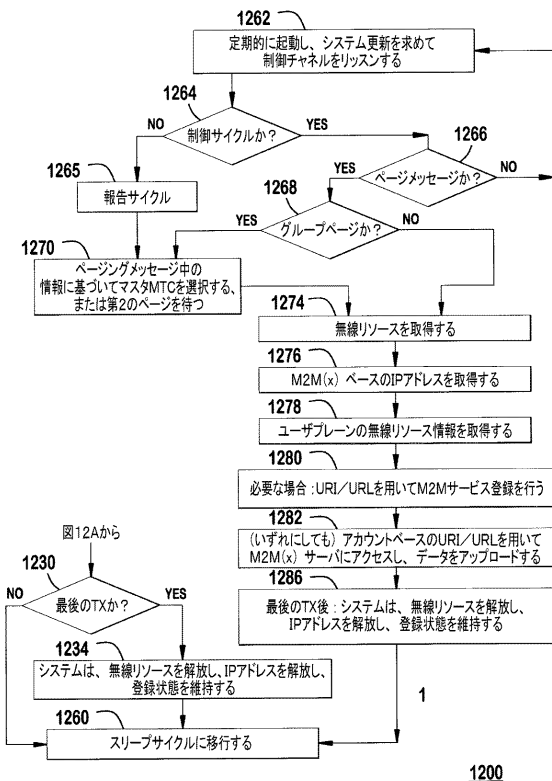 1262
定期的に起動し、システム更新を求めて
制御チャネルをリッスンする
1264
制御サイクルか?
NO
YES
1266
ページメッセージか?
YES
NO
1265
報告サイクル
1268
グループページか?
YES
NO
1270
ページングメッセージ中の
情報に基づいてマスタMTCを選択する、
または第2のページを待つ
1274
無線リソースを取得する
1276
M2M(x) ベースのIPアドレスを取得する
1278
ユーザプレーンの無線リソース情報を取得する
1280
必要な場合:URI/URLを用いてM2Mサービス登録を行う
1282
(いずれにしても) アカウントベースのURI/URLを用いて
M2M(x) サーバにアクセスし、データをアップロードする
1286
最後のTX後:システムは、無線リソースを解放し、
IPアドレスを解放し、登録状態を維持する
図12Aから
1230
最後のTXか?
NO
YES
1234
システムは、無線リソースを解放し、IPアドレスを解放し、
登録状態を維持する
1
1260
スリープサイクルに移行する
1200